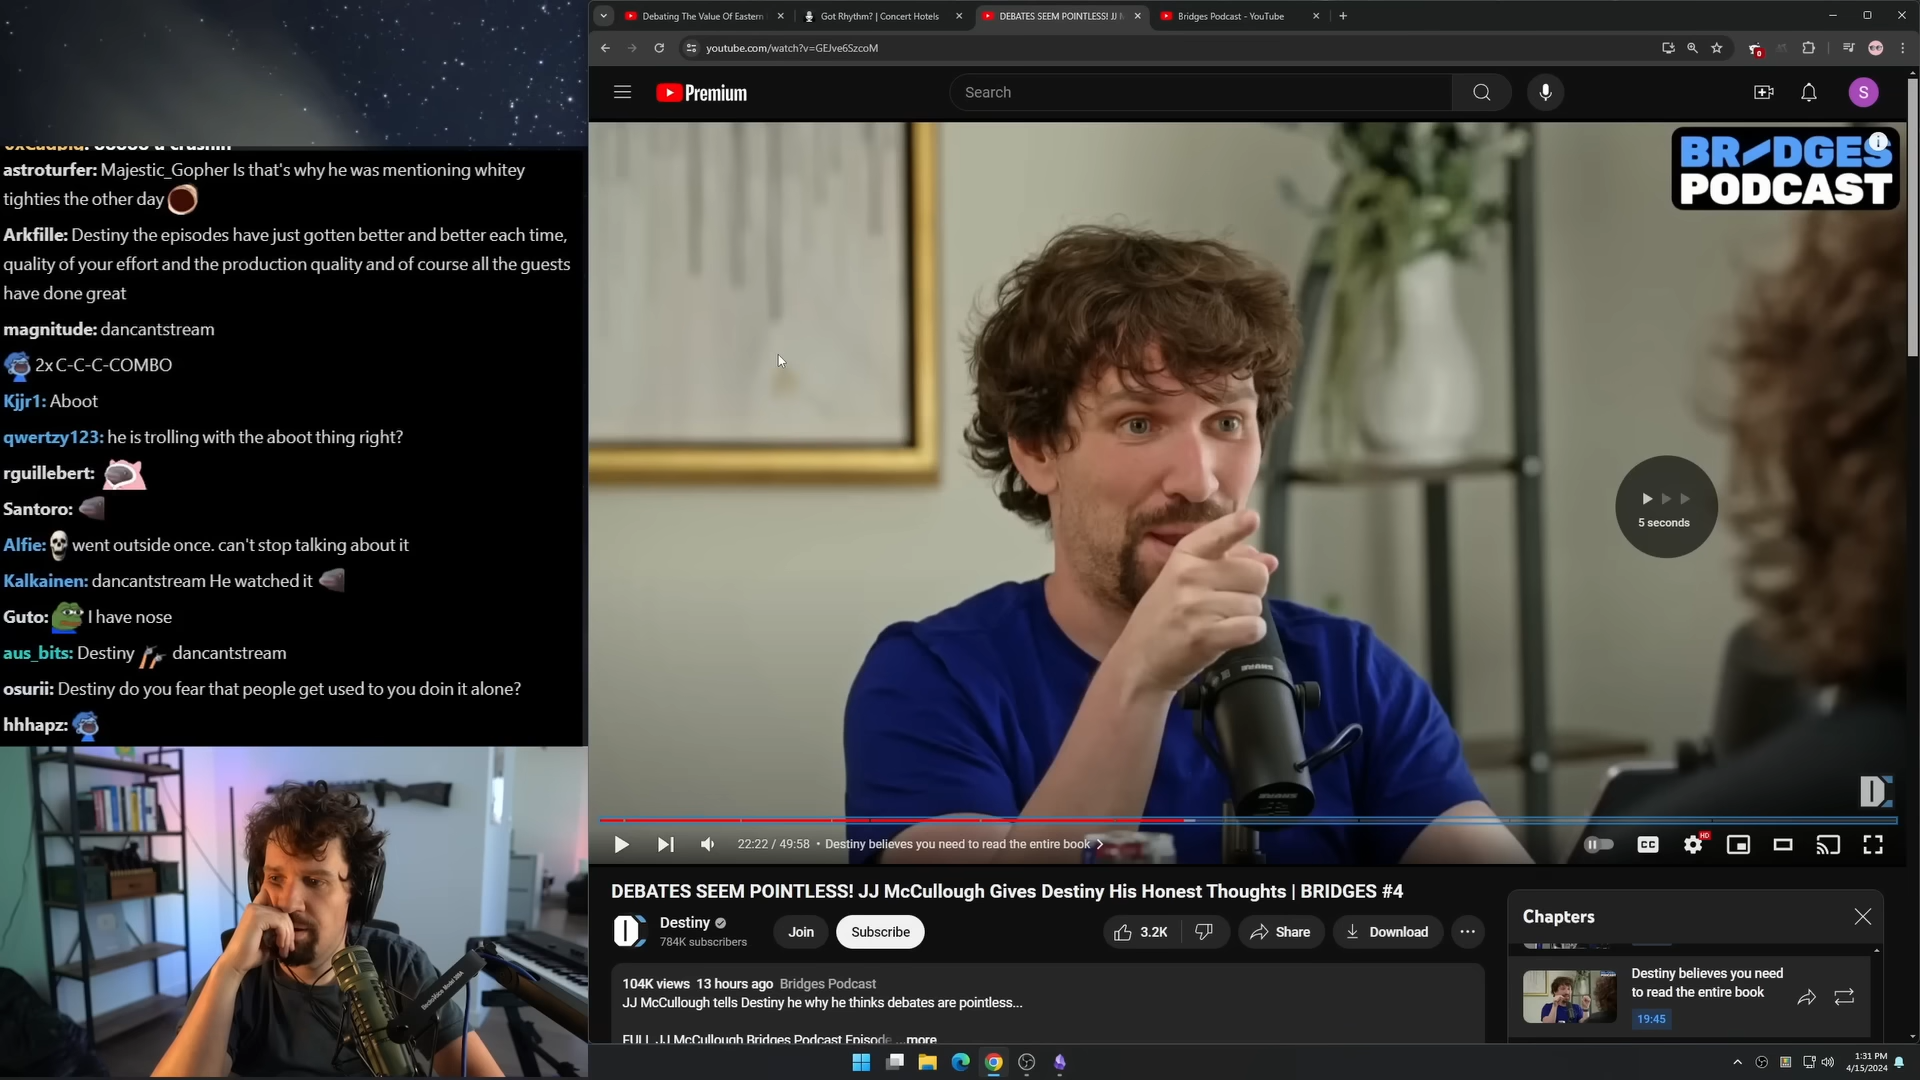 Debating The Value Of Eastern
Got Rhythm? | Concert Hotels
DEBATES SEEM POINTLESS! JJ
Bridges Podcast - YouTube
youtube.com/watch?v=GEJve6SzcoM
0
Premium
Search
S
BRIDGES
PODCAST
astroturfer: Majestic_Gopher Is that's why he was mentioning whitey
tighties the other day
Arkfille: Destiny the episodes have just gotten better and better each time,
quality of your effort and the production quality and of course all the guests
have done great
magnitude: dancantstream
2x C-C-C-COMBO
Kjjr1: Aboot
qwertzy123: he is trolling with the aboot thing right?
rguillebert:
Santoro:
Alfie: went outside once. can't stop talking about it
Kalkainen: dancantstream He watched it
Guto: I have nose
aus_bits: Destiny dancantstream
osurii: Destiny do you fear that people get used to you doin it alone?
hhhapz:
5 seconds
22:22 / 49:58 • Destiny believes you need to read the entire book
CC
HD
DEBATES SEEM POINTLESS! JJ McCullough Gives Destiny His Honest Thoughts | BRIDGES #4
Destiny
784K subscribers
Join
Subscribe
3.2K
Share
Download
104K views 13 hours ago Bridges Podcast
JJ McCullough tells Destiny he why he thinks debates are pointless...
FULL JJ McCullough Bridges Podcast Episode ...more
Chapters
Destiny believes you need
to read the entire book
19:45
1:31 PM
4/15/2024